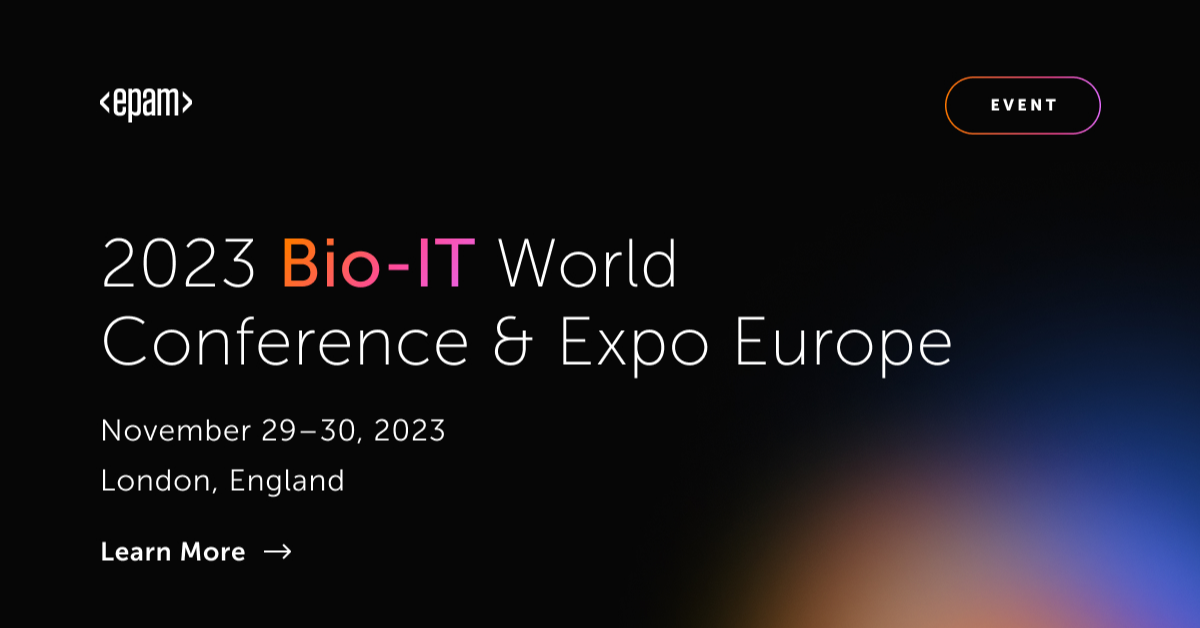 <epam>
EVENT
2023 Bio-IT World
Conference & Expo Europe
November 29–30, 2023
London, England
Learn More →